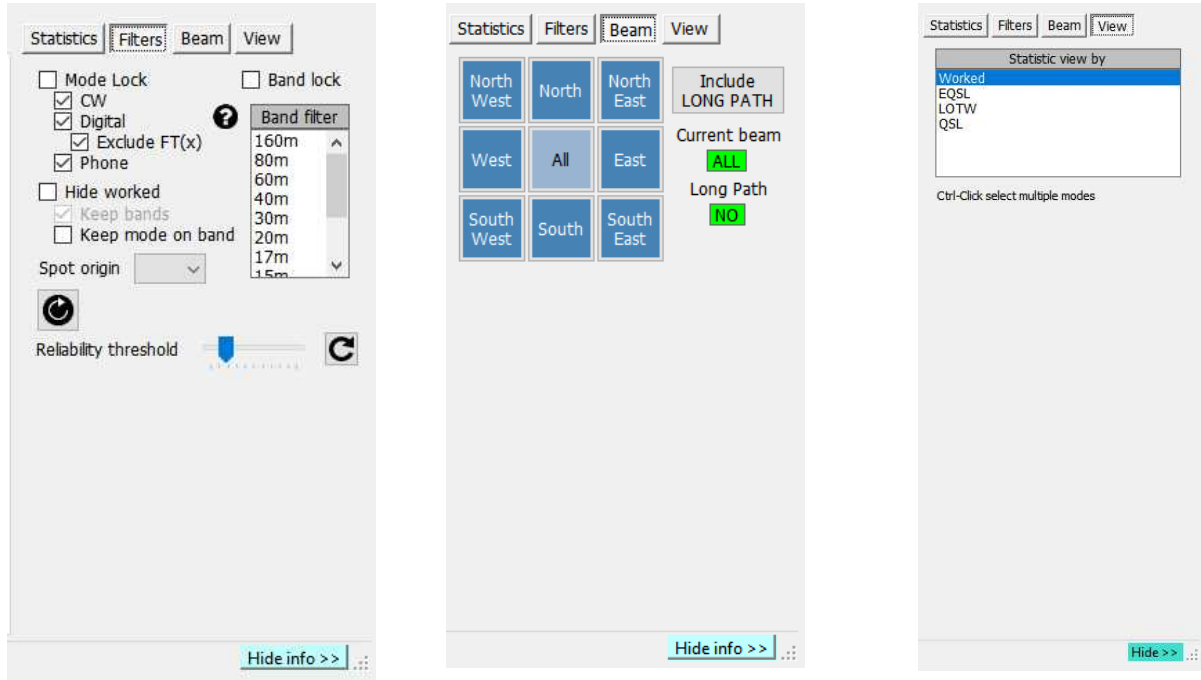 Statistics Filters Beam View
Mode Lock
Band lock
CW
Digital
Exclude FT(x)
Phone
?
Band filter
160m
80m
60m
40m
30m
20m
17m
15m
Hide worked
Keep bands
Keep mode on band
Spot origin
Reliability threshold
Hide info >>
Statistics Filters Beam View
North West
North
North East
West
All
East
South West
South
South East
Include
LONG PATH
Current beam
ALL
Long Path
NO
Hide info >>
Statistics Filters Beam View
Statistic view by
Worked
EQSL
LOTW
QSL
Ctrl-Click select multiple modes
Hide >>